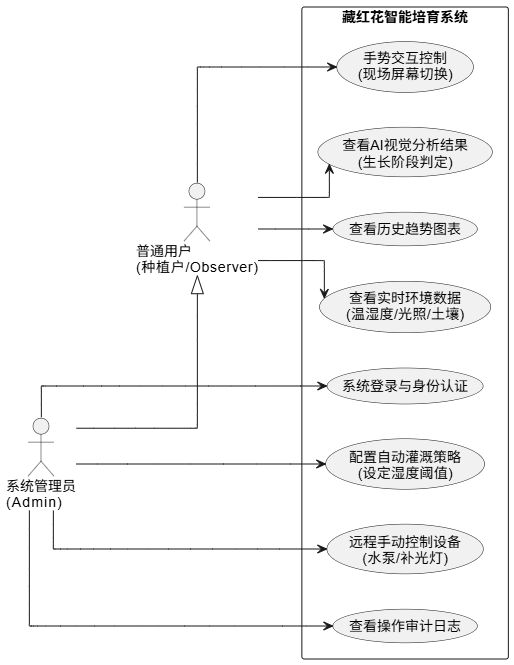 藏红花智能培育系统
手势交互控制
(现场屏幕切换)
查看AI视觉分析结果
(生长阶段判定)
普通用户
(种植户/Observer)
查看历史趋势图表
查看实时环境数据
(温湿度/光照/土壤)
系统登录与身份认证
系统管理员
(Admin)
配置自动灌溉策略
(设定湿度阈值)
远程手动控制设备
(水泵/补光灯)
查看操作审计日志